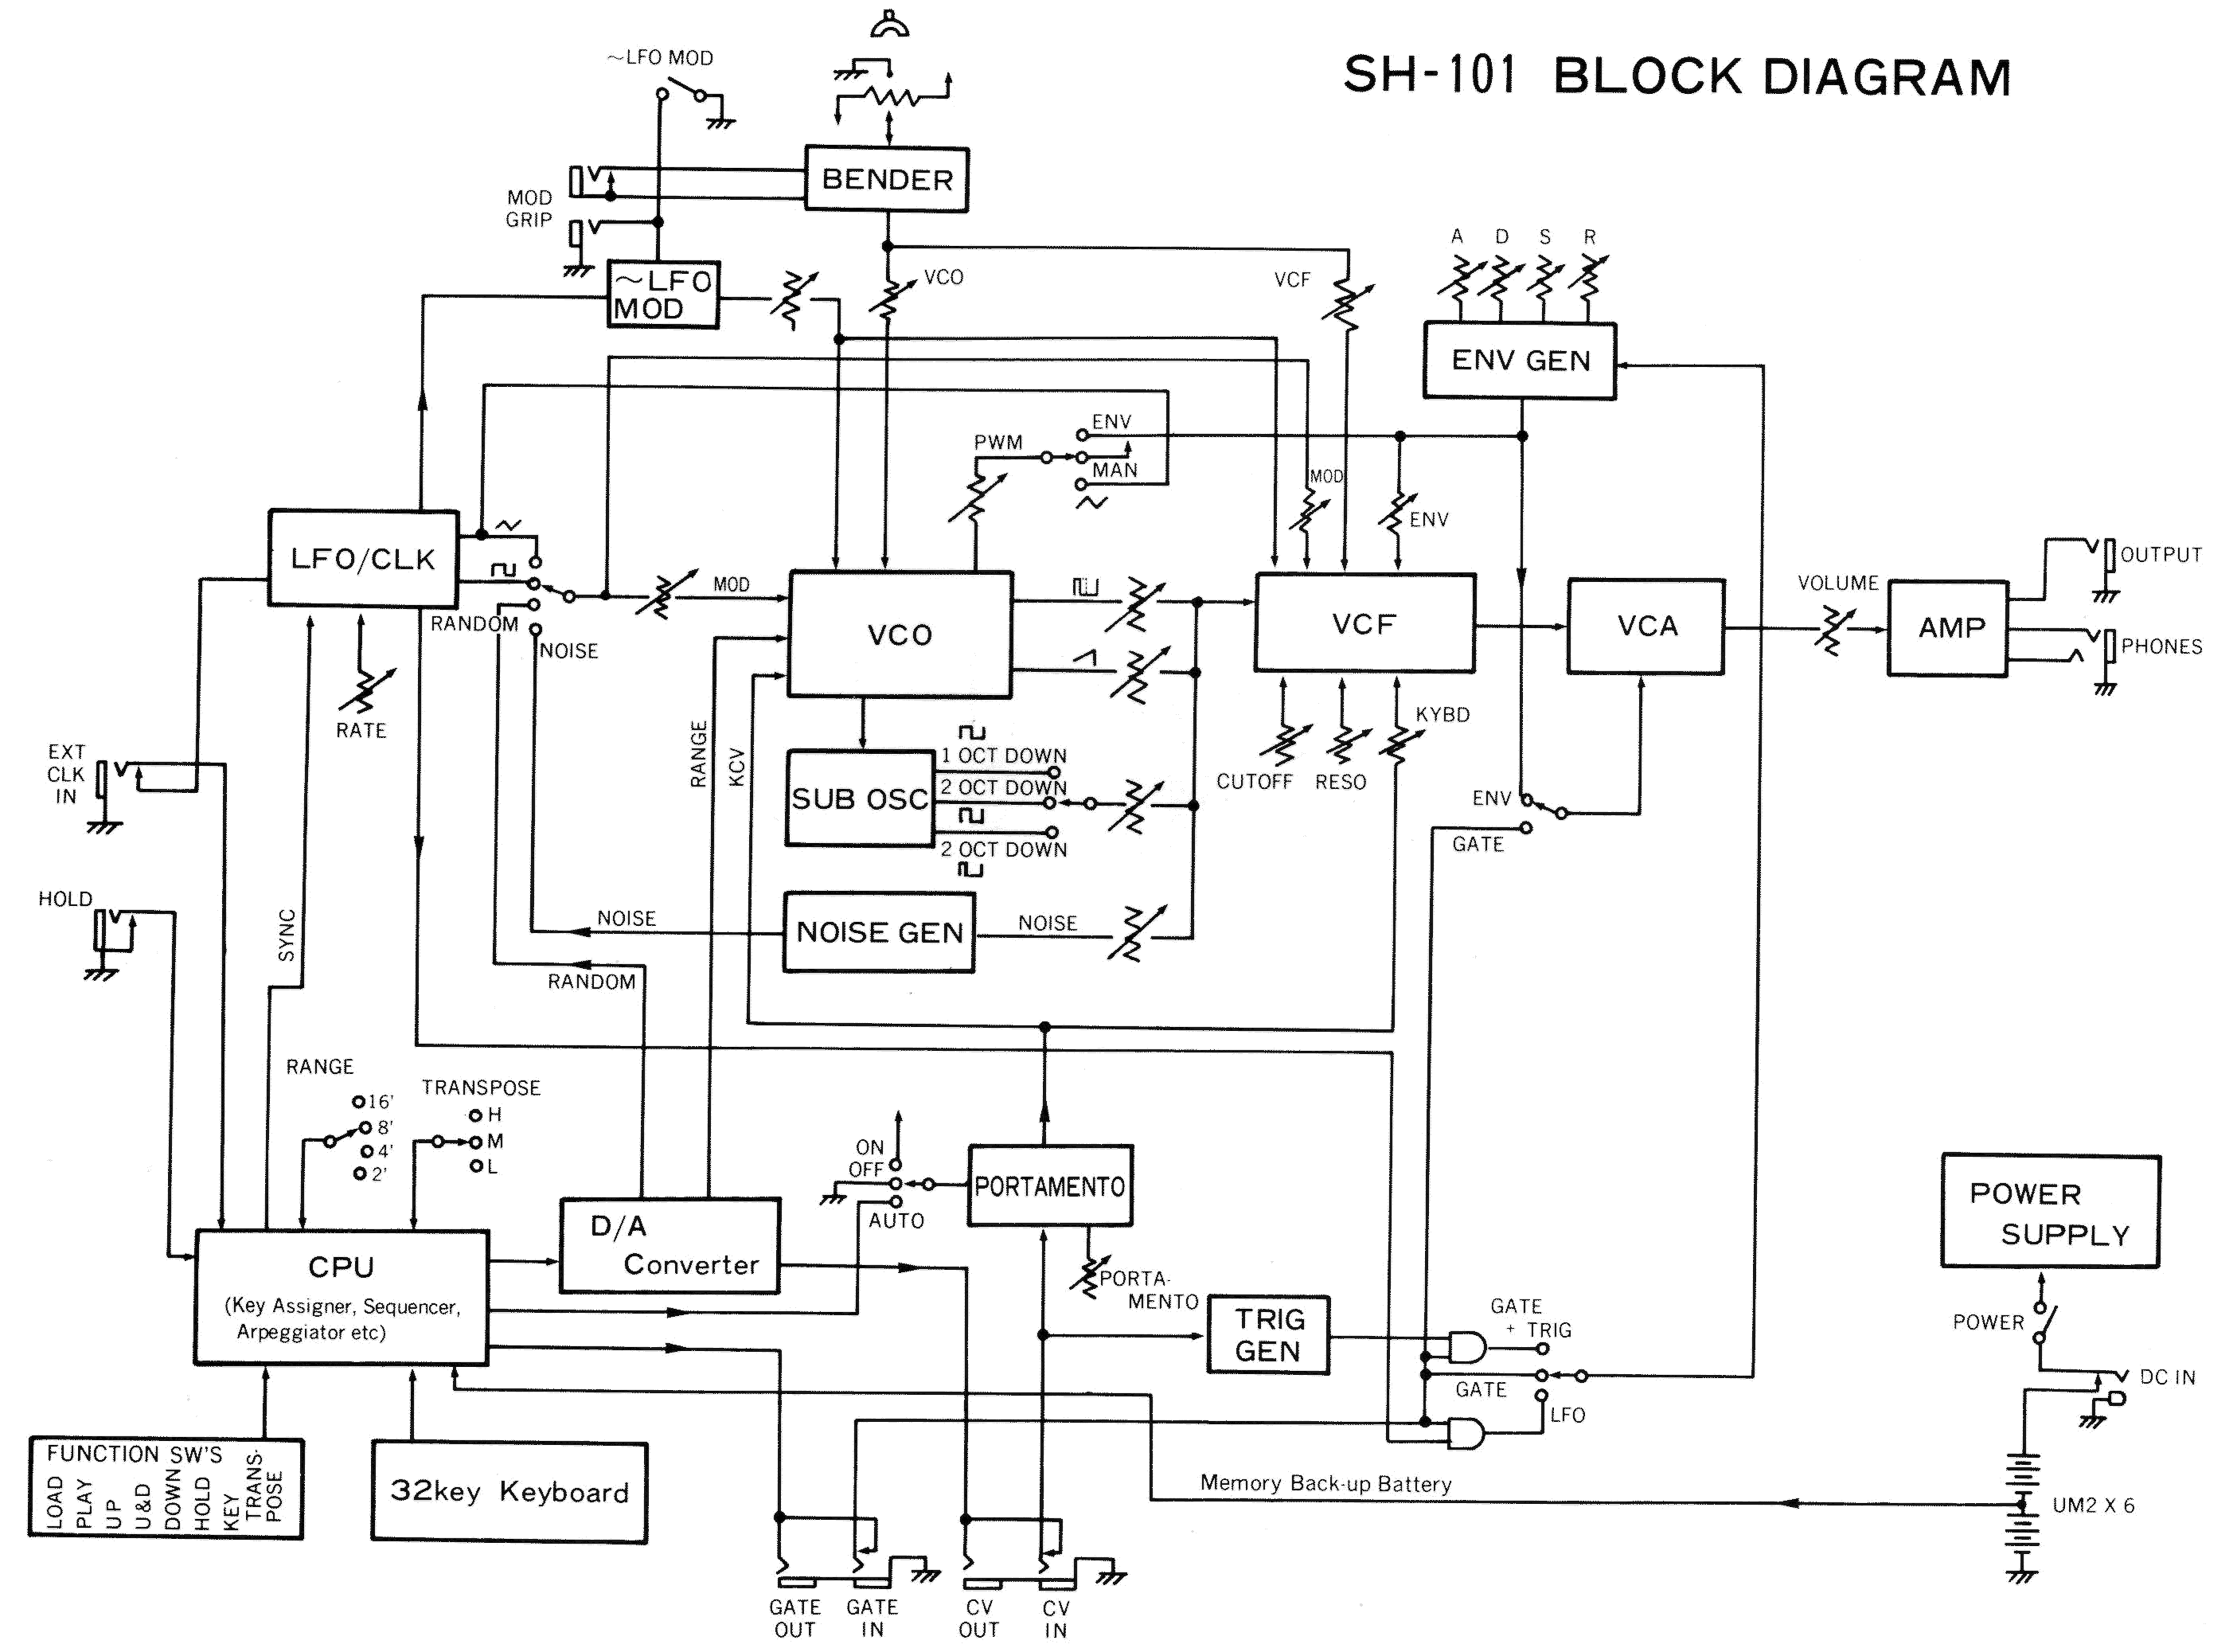 SH-101 BLOCK DIAGRAM
~LFO MOD
BENDER
MOD
GRIP
~LFO
MOD
VCO
VCF
A D S R
ENV GEN
ENV
PWM
MAN
MOD
ENV
LFO/CLK
RANDOM
NOISE
MOD
VCO
VCF
VCA
VOLUME
AMP
OUTPUT
PHONES
RATE
RANGE
KCV
CUTOFF
RESO
KYBD
EXT
CLK
IN
SUB OSC
1 OCT DOWN
2 OCT DOWN
2 OCT DOWN
ENV
GATE
HOLD
SYNC
NOISE
NOISE GEN
NOISE
RANDOM
RANGE
16'
8'
4'
2'
TRANSPOSE
H
M
L
ON
OFF
AUTO
PORTAMENTO
PORTA-
MENTO
D/A
Converter
CPU
(Key Assigner, Sequencer,
Arpeggiator etc)
TRIG
GEN
GATE
+ TRIG
GATE
LFO
POWER
SUPPLY
POWER
DC IN
FUNCTION SW'S
LOAD
PLAY
UP
U&D
DOWN
HOLD
KEY
TRANS-
POSE
32key Keyboard
Memory Back-up Battery
UM2 X 6
GATE
OUT
GATE
IN
CV
OUT
CV
IN